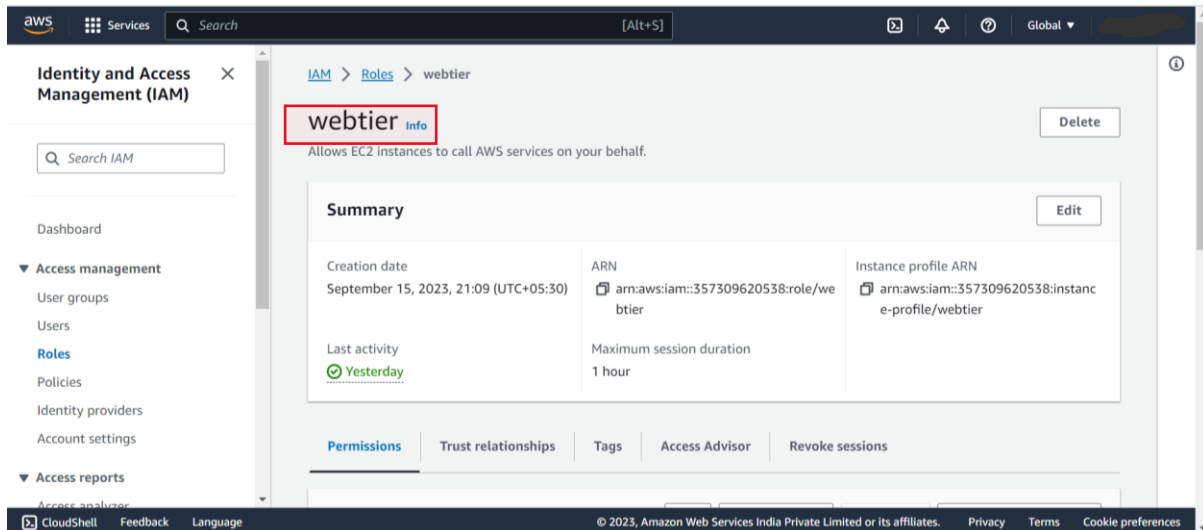 aws Services Search [Alt+S] Global ▼
Identity and Access
Management (IAM)
Search IAM
Dashboard
▼ Access management
User groups
Users
Roles
Policies
Identity providers
Account settings
▼ Access reports
Access analyzer
IAM > Roles > webtier
webtier Info
Delete
Allows EC2 instances to call AWS services on your behalf.
Summary
Edit
Creation date
September 15, 2023, 21:09 (UTC+05:30)
ARN
arn:aws:iam::357309620538:role/we
btier
Instance profile ARN
arn:aws:iam::357309620538:instanc
e-profile/webtier
Last activity
Yesterday
Maximum session duration
1 hour
Permissions Trust relationships Tags Access Advisor Revoke sessions
CloudShell Feedback Language © 2023, Amazon Web Services India Private Limited or its affiliates. Privacy Terms Cookie preferences